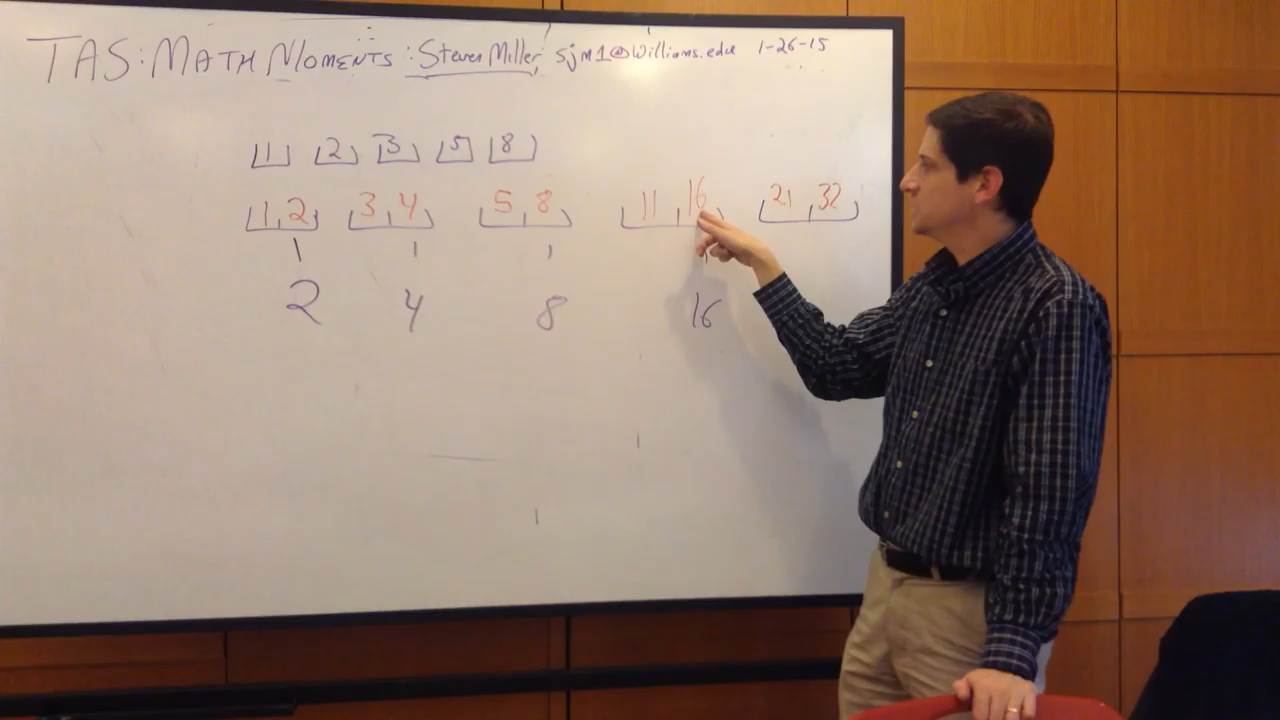 TAS: MATH MOMENTS: Steven Miller, sjm1@williams.edu 1-26-15
1 2 3 5 8
1, 2 3, 4 5, 8 11, 16 21, 32
2 4 8 16